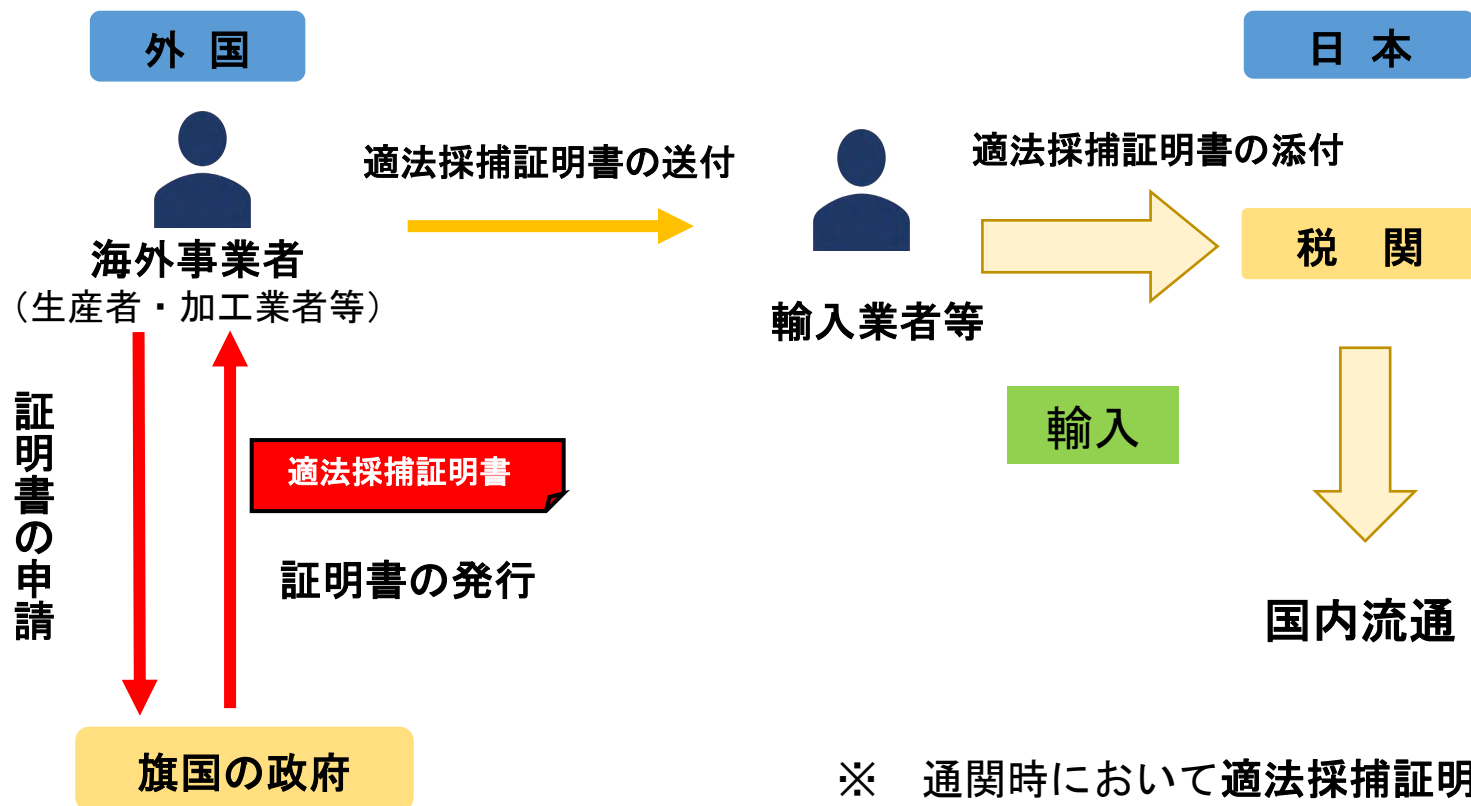 外 国
日 本
適法採捕証明書の送付
適法採捕証明書の添付
海外事業者
（生産者・加工業者等）
輸入業者等
税 関
証明書の申請
適法採捕証明書
証明書の発行
輸入
国内流通
旗国の政府
※ 通関時において適法採捕証明